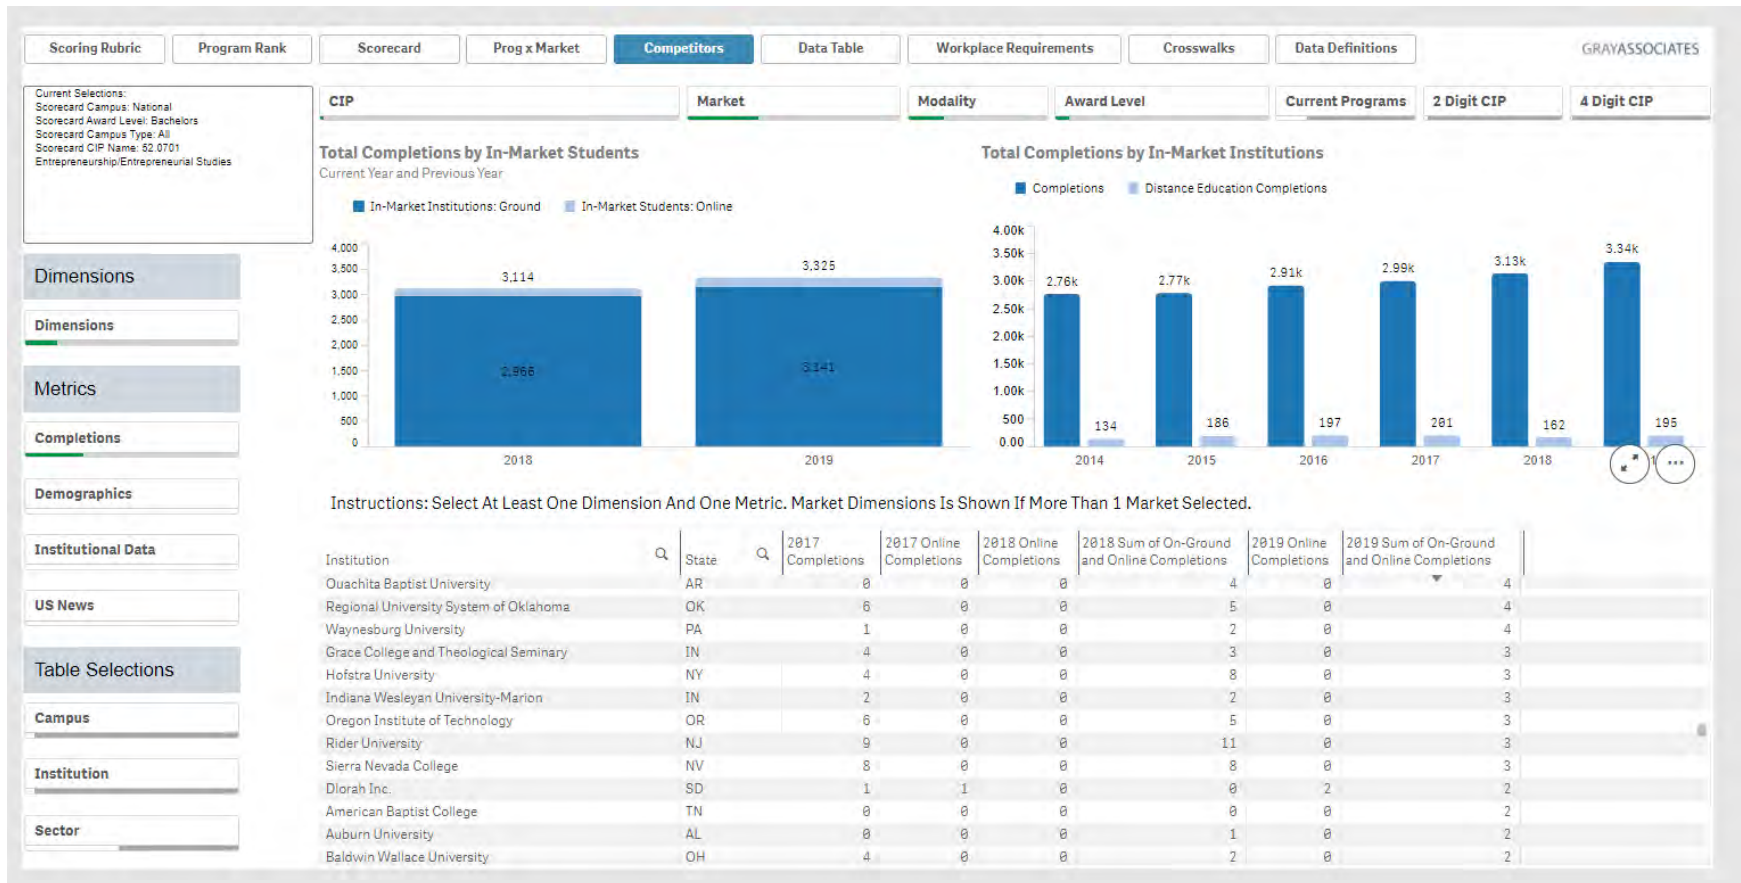 Scoring Rubric
Program Rank
Scorecard
Prog x Market
Competitors
Data Table
Workplace Requirements
Crosswalks
Data Definitions
GRAYASSOCIATES
Current Selections:
Scorecard Campus: National
Scorecard Award Level: Bachelors
Scorecard Campus Type: All
Scorecard CIP Name: 52.0701
Entrepreneurship/Entrepreneurial Studies
CIP
Market
Modality
Award Level
Current Programs
2 Digit CIP
4 Digit CIP
Dimensions
Dimensions
Metrics
Completions
Demographics
Institutional Data
US News
Table Selections
Campus
Institution
Sector
Total Completions by In-Market Students
Current Year and Previous Year
In-Market Institutions: Ground
In-Market Students: Online
4,000
3,500
3,000
2,500
2,000
1,500
1,000
500
0
3,114
3,325
2,966
3,141
2018
2019
Total Completions by In-Market Institutions
Completions
Distance Education Completions
4.00k
3.50k
3.00k
2.50k
2.00k
1.50k
1.00k
500
0.00
2.76k
2.77k
2.91k
2.99k
3.13k
3.34k
134
186
197
201
162
195
2014
2015
2016
2017
2018
Instructions: Select At Least One Dimension And One Metric. Market Dimensions Is Shown If More Than 1 Market Selected.
Institution State 2017 Completions 2017 Online Completions 2018 Online Completions 2018 Sum of On-Ground and Online Completions 2019 Online Completions 2019 Sum of On-Ground and Online Completions
Ouachita Baptist University AR 0 0 0 4 0 4
Regional University System of Oklahoma OK 6 0 0 5 0 4
Waynesburg University PA 1 0 0 2 0 4
Grace College and Theological Seminary IN 4 0 0 3 0 3
Hofstra University NY 4 0 0 8 0 3
Indiana Wesleyan University-Marion IN 2 0 0 2 0 3
Oregon Institute of Technology OR 6 0 0 5 0 3
Rider University NJ 9 0 0 11 0 3
Sierra Nevada College NV 8 0 0 8 0 3
Dlorah Inc. SD 1 1 0 0 2 2
American Baptist College TN 0 0 0 0 0 2
Auburn University AL 0 0 0 1 0 2
Baldwin Wallace University OH 4 0 0 2 0 2